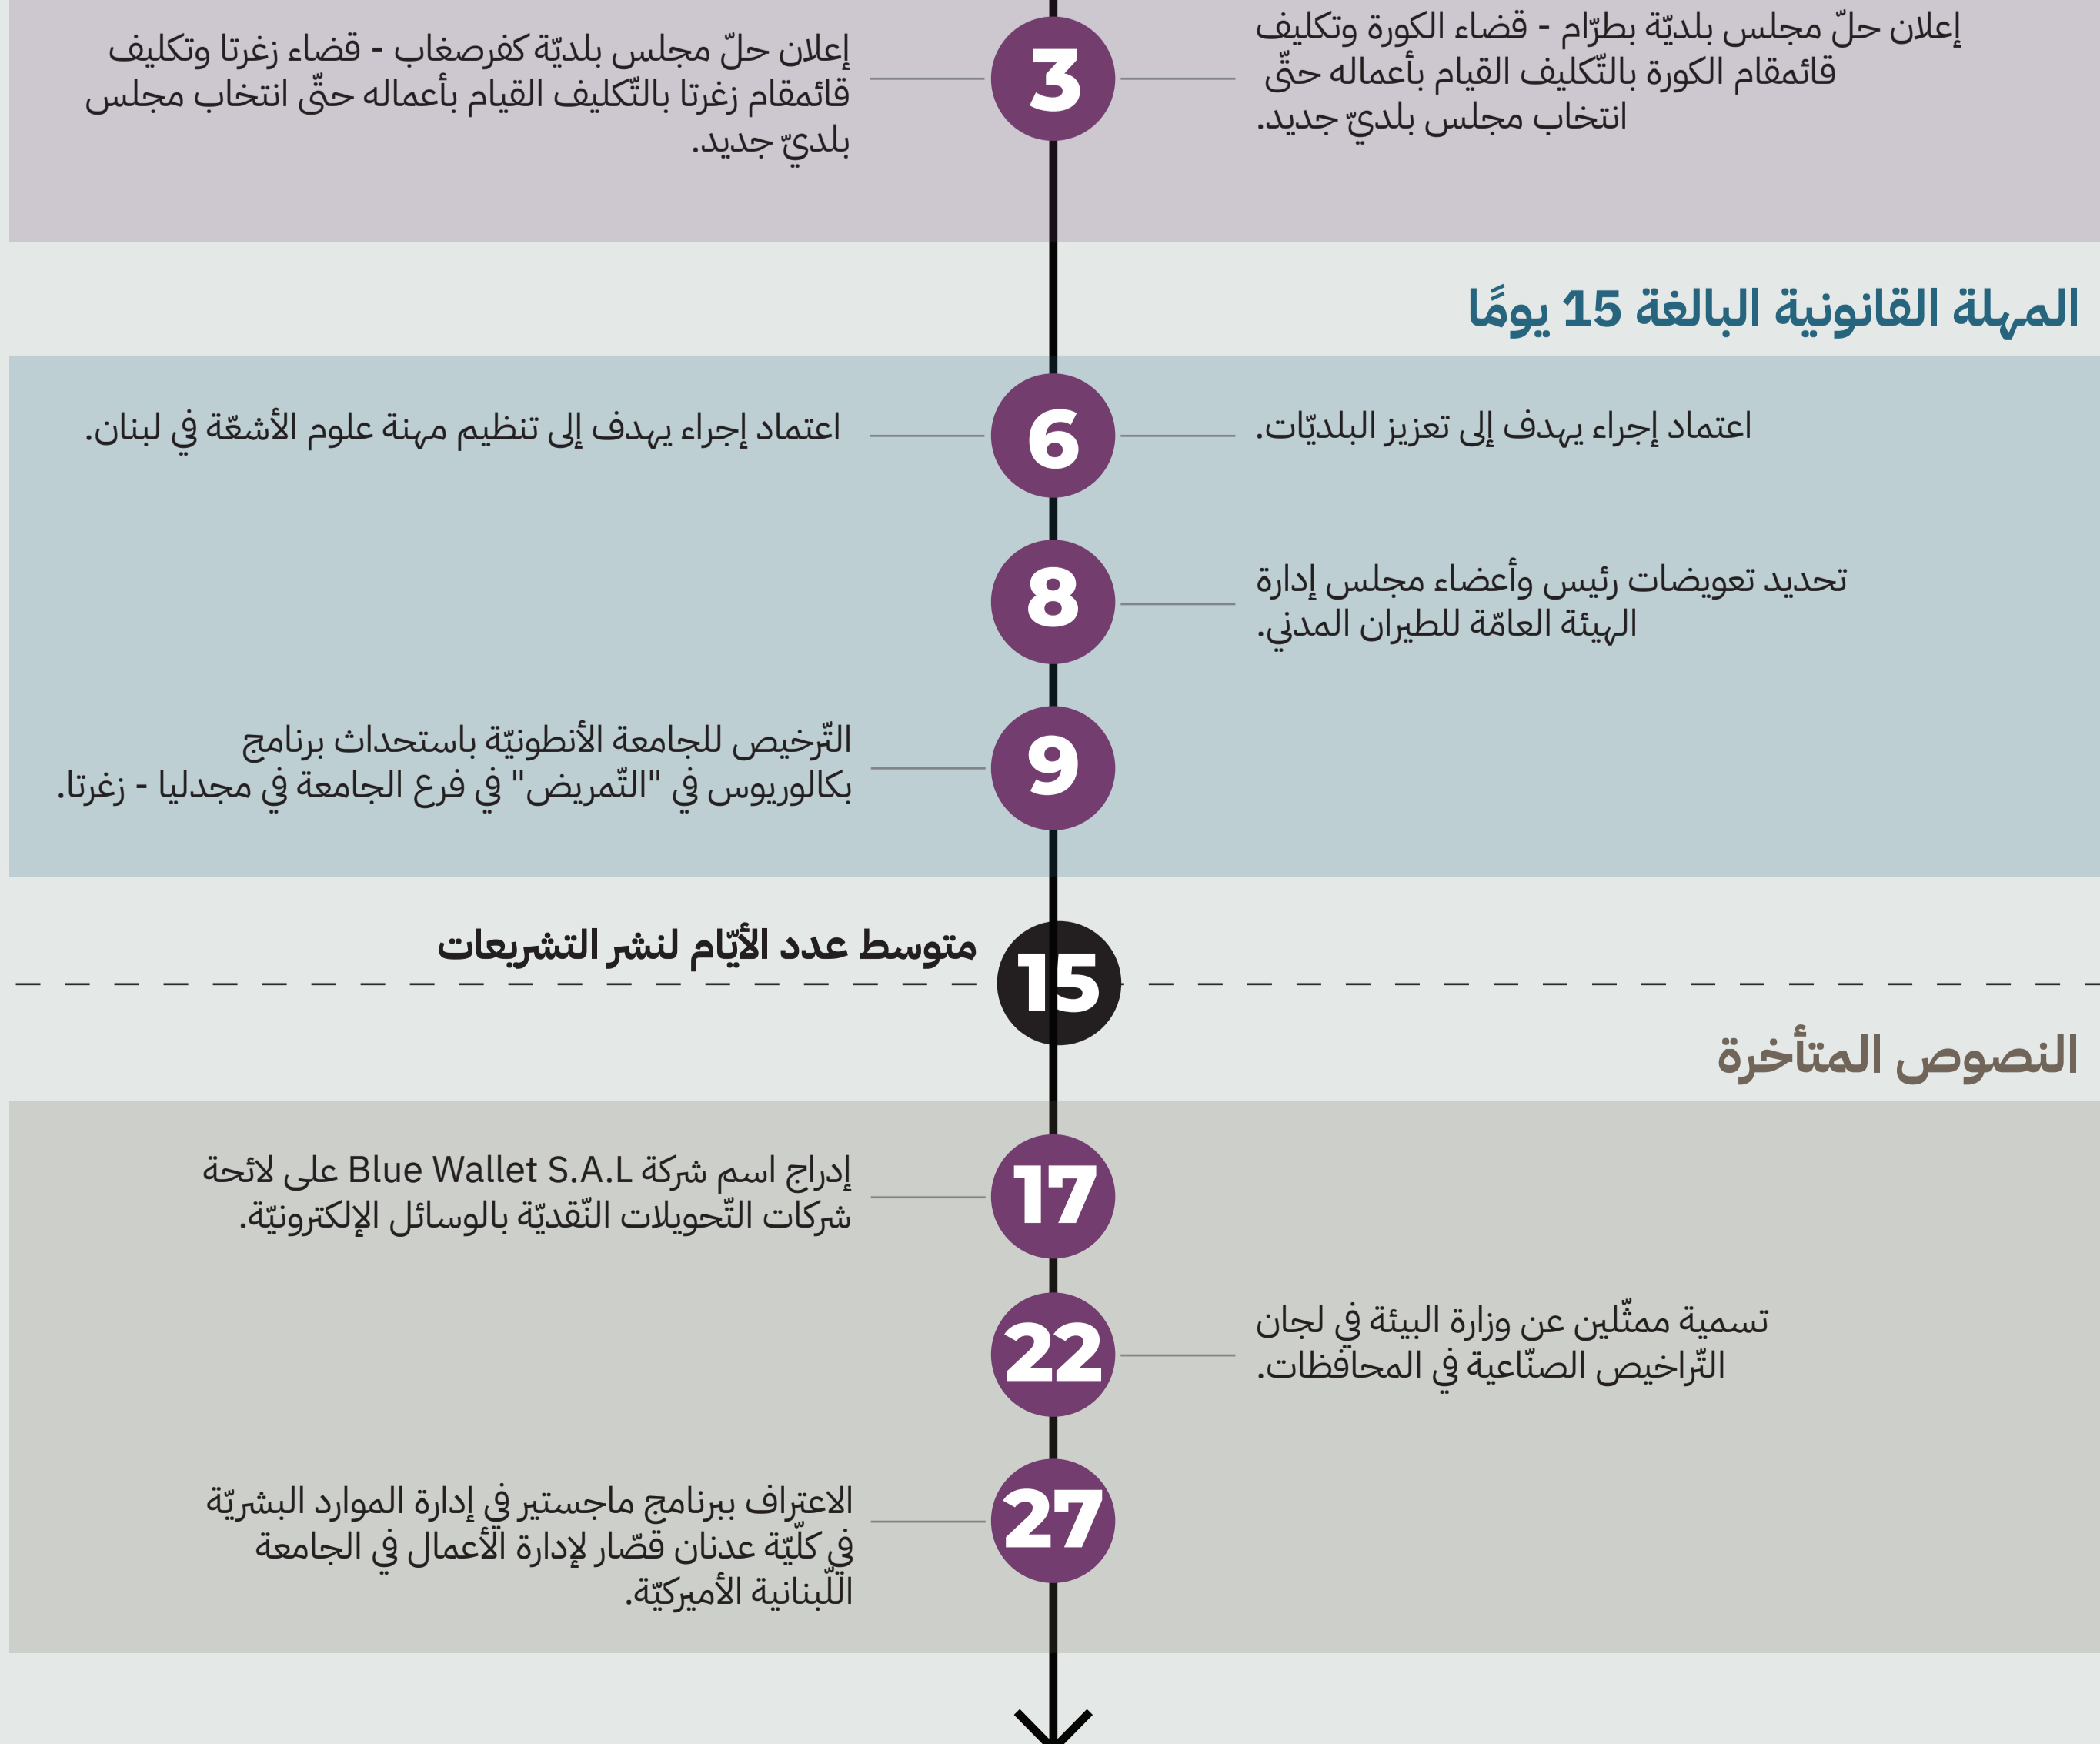 إعلان حلّ مجلس بلديّة بطرّام - قضاء الكورة وتكليف
قائمقام الكورة بالتّكليف القيام بأعماله حتّى
انتخاب مجلس بلديّ جديد.
3
إعلان حلّ مجلس بلديّة كفرصغاب - قضاء زغرتا وتكليف
قائمقام زغرتا بالتّكليف القيام بأعماله حتّى انتخاب مجلس
بلديّ جديد.
المهلة القانونية البالغة 15 يومًا
اعتماد إجراء يهدف إلى تعزيز البلديّات.
6
اعتماد إجراء يهدف إلى تنظيم مهنة علوم الأشعّة في لبنان.
تحديد تعويضات رئيس وأعضاء مجلس إدارة
الهيئة العامّة للطيران المدني.
8
9
التّرخيص للجامعة الأنطونيّة باستحداث برنامج
بكالوريوس في "التّمريض" في فرع الجامعة في مجدليا - زغرتا.
15
متوسط عدد الأيّام لنشر التشريعات
النصوص المتأخرة
17
إدراج اسم شركة Blue Wallet S.A.L على لائحة
شركات التّحويلات النّقديّة بالوسائل الإلكترونيّة.
تسمية ممثّلين عن وزارة البيئة في لجان
التّراخيص الصنّاعية في المحافظات.
22
27
الاعتراف ببرنامج ماجستير في إدارة الموارد البشريّة
في كلّيّة عدنان قصّار لإدارة الأعمال في الجامعة
اللّبنانية الأميركيّة.